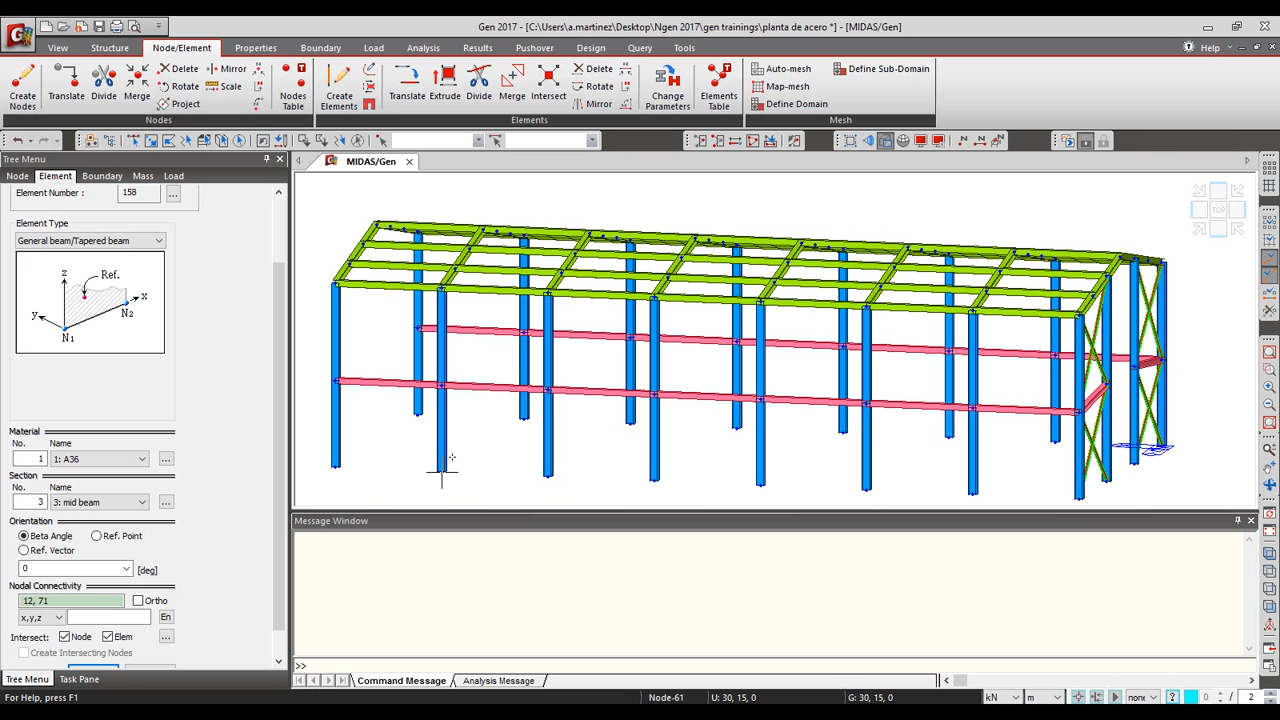 Gen 2017 - [C:\Users\a.martinez\Desktop\Ngen 2017\gen trainings\planta de acero *] - [MIDAS/Gen]
View Structure Node/Element Properties Boundary Load Analysis Results Pushover Design Query Tools Help
Create Nodes
Translate
Divide
Merge
Delete
Rotate
Project
Mirror
Scale
Nodes Table
Create Elements
Translate
Extrude
Divide
Merge
Intersect
Delete
Rotate
Mirror
Change Parameters
Elements Table
Auto-mesh
Map-mesh
Define Domain
Define Sub-Domain
Nodes
Elements
Mesh
Tree Menu
MIDAS/Gen
Node Element Boundary Mass Load
Element Number : 158 ...
Element Type
General beam/Tapered beam
z
Ref.
x
y
N2
N1
Material
No. Name
1 1: A36 ...
Section
No. Name
3 3: mid beam ...
Orientation
Beta Angle Ref. Point
Ref. Vector
0 [deg]
Nodal Connectivity
12, 71 Ortho
x,y,z En
Intersect: Node Elem ...
Create Intersecting Nodes
Tree Menu Task Pane
TOP
Message Window
>>
Command Message Analysis Message
For Help, press F1
Node-61 U: 30, 15, 0 G: 30, 15, 0 kN m none ? 0 / 2